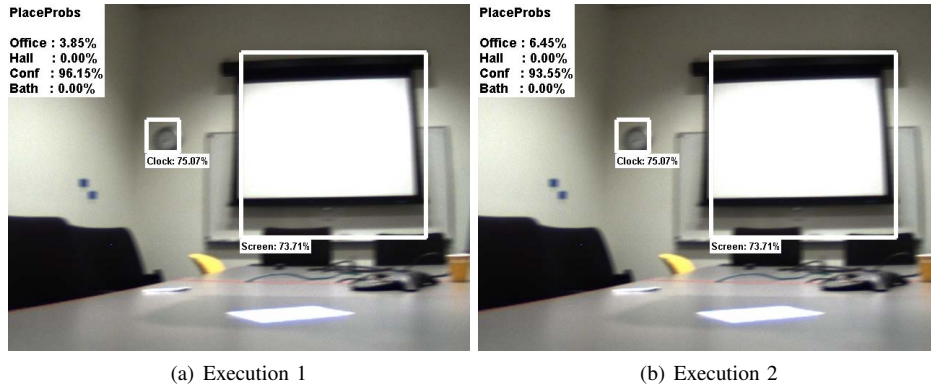 PlaceProbs
Office : 3.85%
Hall : 0.00%
Conf : 96.15%
Bath : 0.00%
Clock: 75.07%
Screen: 73.71%
(a) Execution 1
PlaceProbs
Office : 6.45%
Hall : 0.00%
Conf : 93.55%
Bath : 0.00%
Clock: 75.07%
Screen: 73.71%
(b) Execution 2